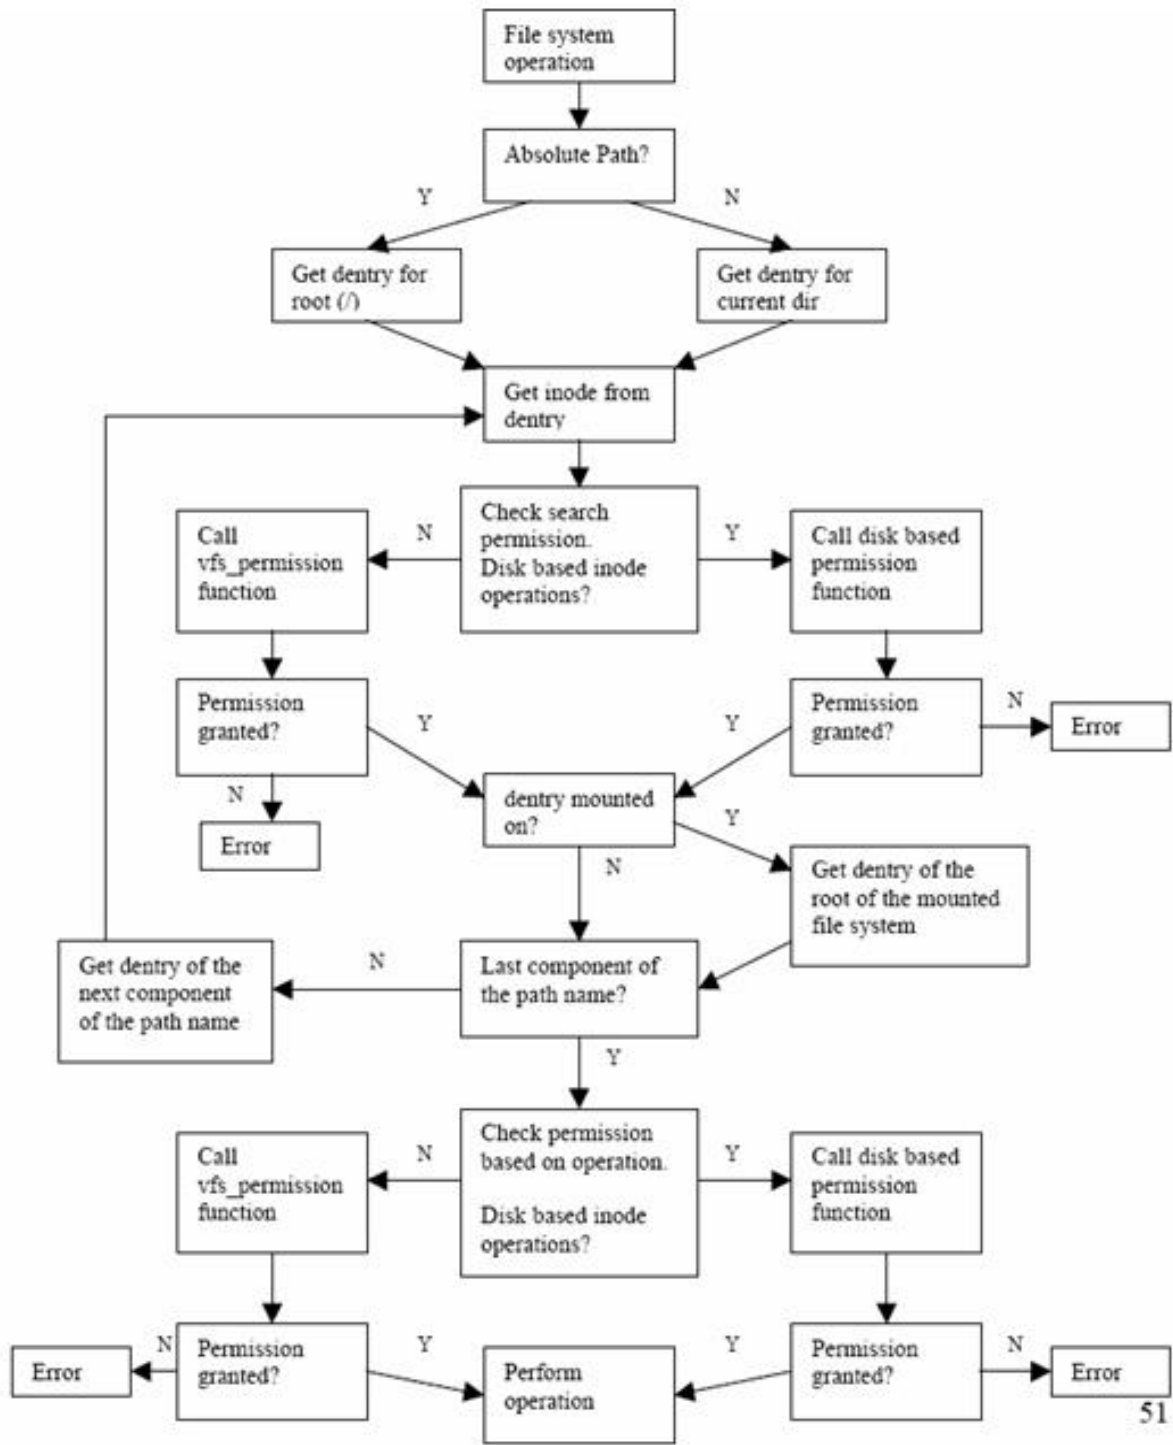 File system
operation
Absolute Path?
Y
N
Get dentry for
root (/)
Get dentry for
current dir
Get inode from
dentry
Call
vfs_permission
function
N
Check search
permission.
Disk based inode
operations?
Y
Call disk based
permission
function
Permission
granted?
Y
Y
Permission
granted?
N
Error
N
Error
dentry mounted
on?
Y
N
Get dentry of the
root of the mounted
file system
Get dentry of the
next component
of the path name
N
Last component of
the path name?
Y
Call
vfs_permission
function
N
Check permission
based on operation.
Disk based inode
operations?
Y
Call disk based
permission
function
Error
N
Permission
granted?
Y
Perform
operation
Y
Permission
granted?
N
Error
51